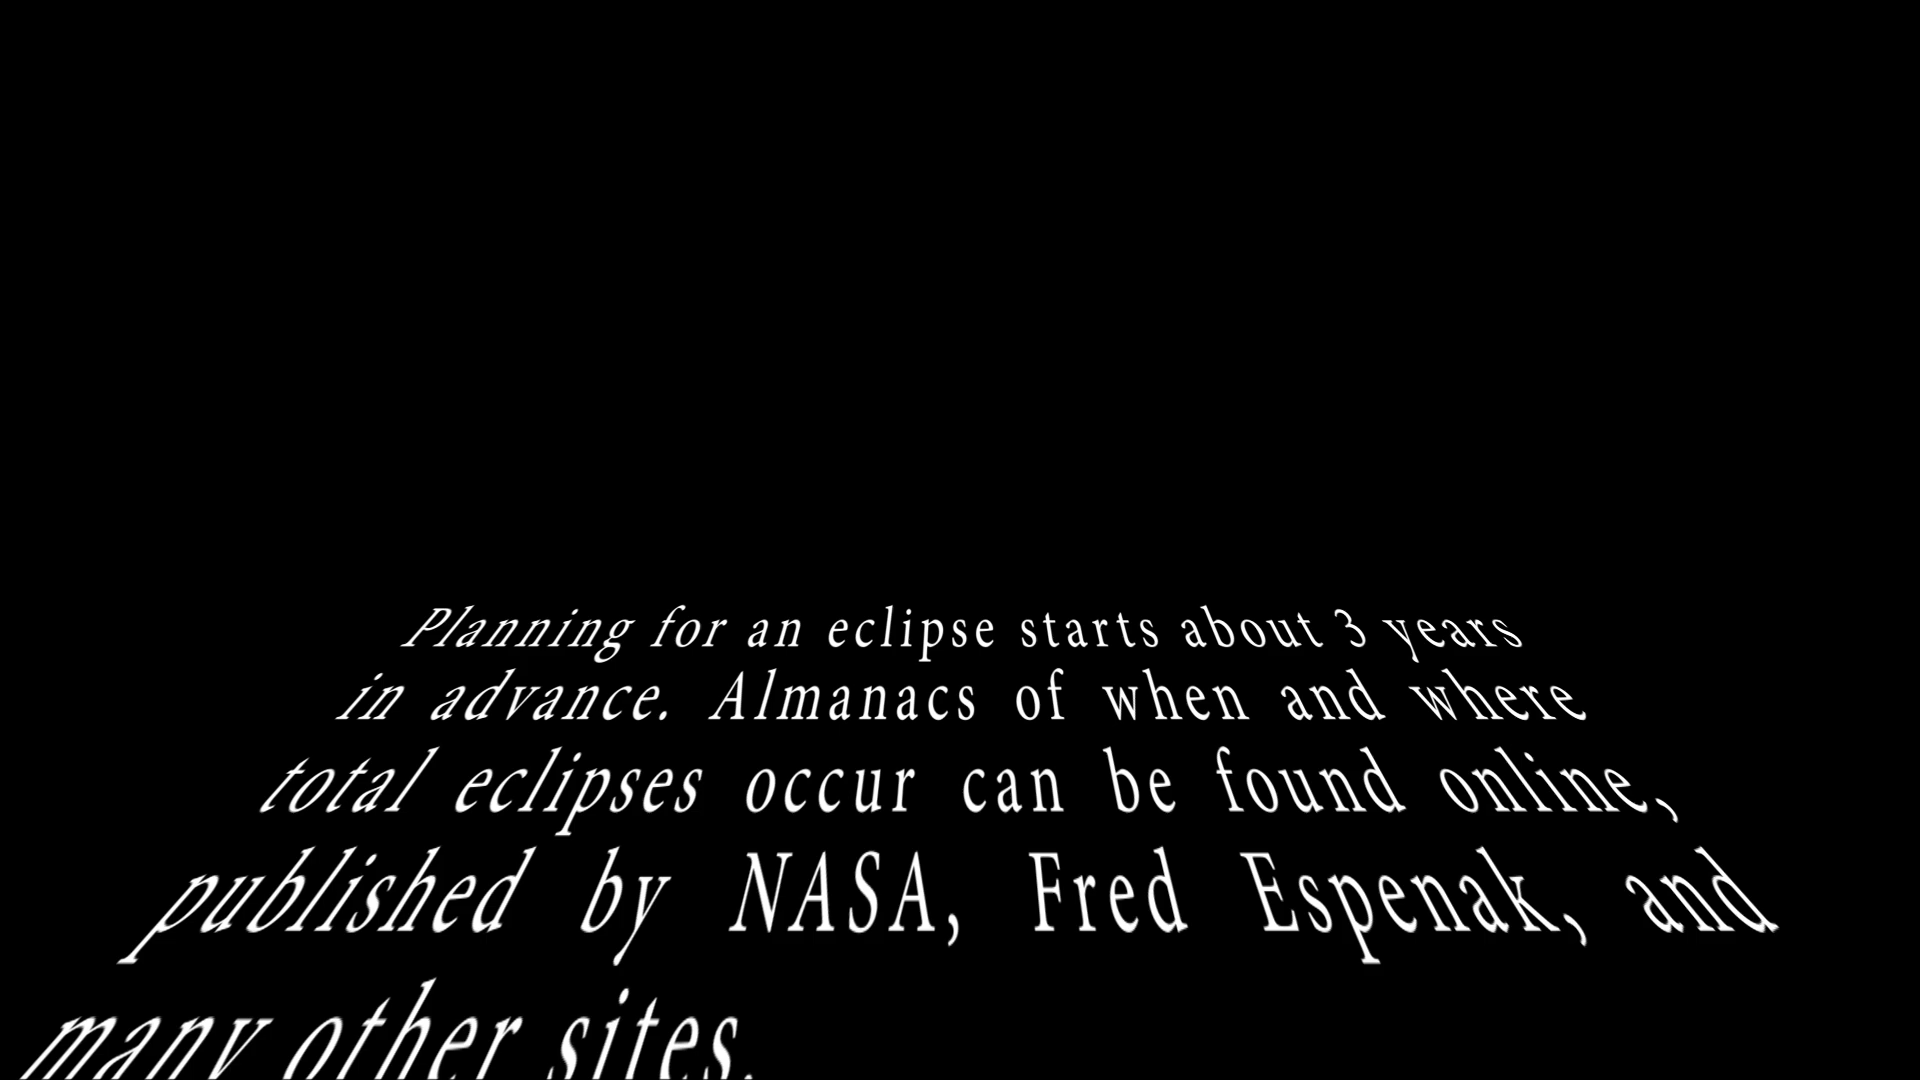 Planning for an eclipse starts about 3 years
in advance. Almanacs of when and where
total eclipses occur can be found online,
published by NASA, Fred Espenak, and
many other sites.